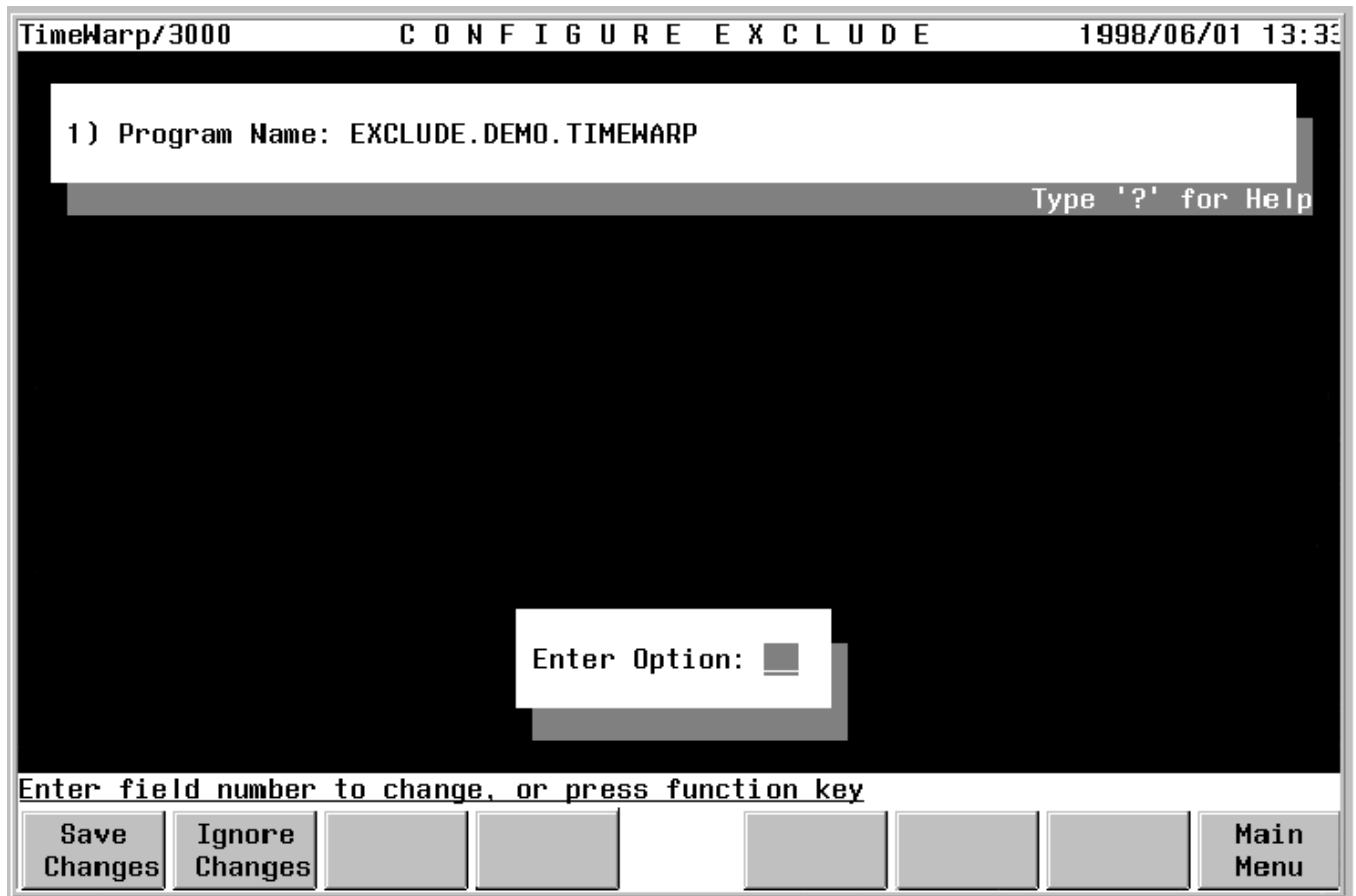 TimeWarp/3000 C O N F I G U R E E X C L U D E 1998/06/01 13:33
1) Program Name: EXCLUDE.DEMO.TIMEWARP
Type '?' for Help
Enter Option:
Enter field number to change, or press function key
Save Changes
Ignore Changes
Main Menu